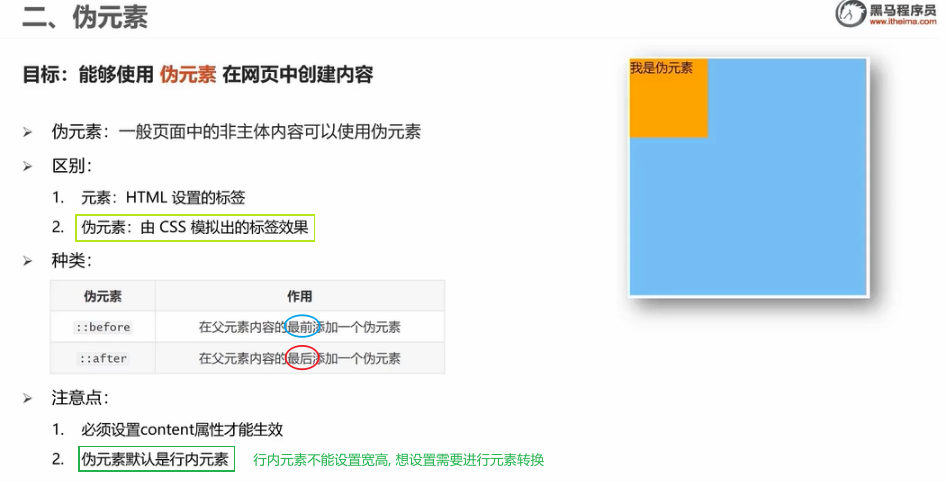 二、伪元素
黑马程序员
www.itheima.com
目标：能够使用 伪元素 在网页中创建内容
我是伪元素
➢ 伪元素：一般页面中的非主体内容可以使用伪元素
➢ 区别：
1. 元素：HTML 设置的标签
2. 伪元素：由 CSS 模拟出的标签效果
➢ 种类：
伪元素 作用
::before 在父元素内容的最前添加一个伪元素
::after 在父元素内容的最后添加一个伪元素
➢ 注意点：
1. 必须设置content属性才能生效
2. 伪元素默认是行内元素 行内元素不能设置宽高, 想设置需要进行元素转换